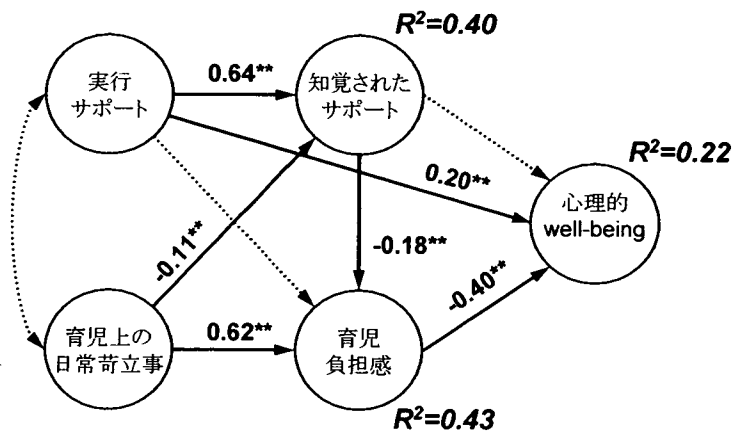 R²=0.40
実行
サポート
0.64**
知覚された
サポート
R²=0.22
0.20**
心理的
well-being
-0.11**
-0.18**
-0.40**
育児上の
日常苛立事
0.62**
育児
負担感
R²=0.43